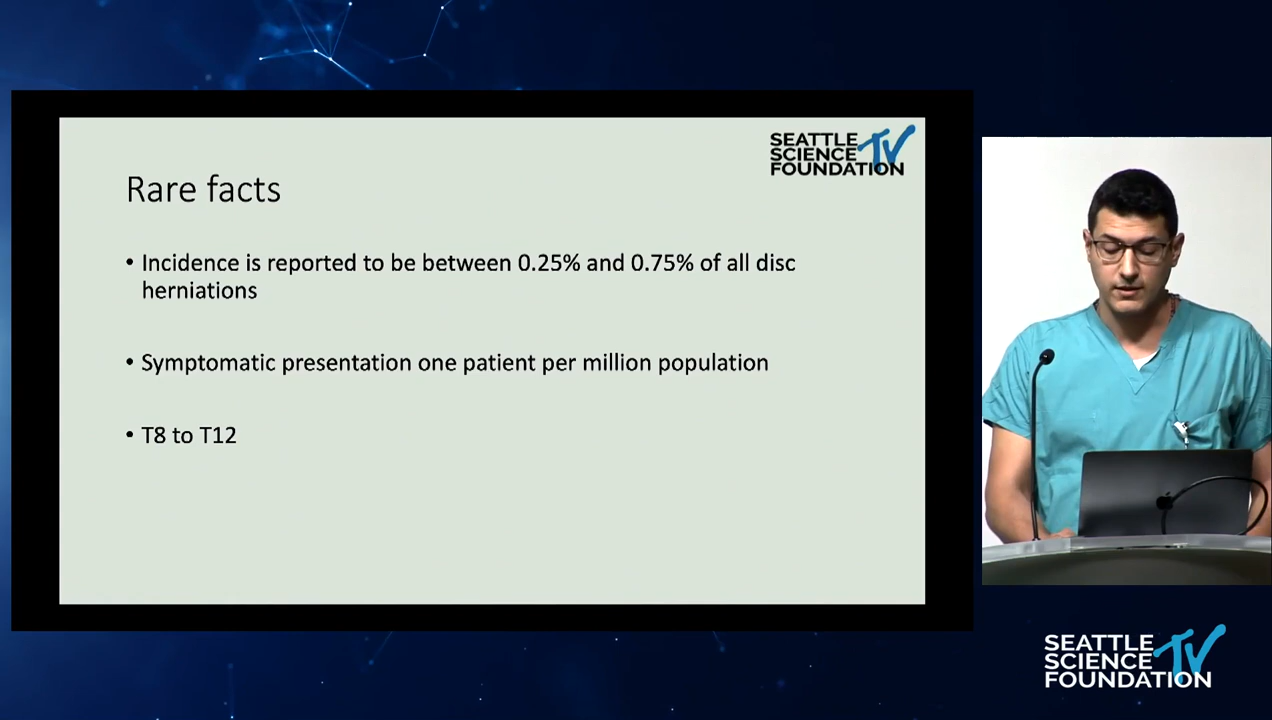 SEATTLE
SCIENCE TV
FOUNDATION
Rare facts
• Incidence is reported to be between 0.25% and 0.75% of all disc
herniations
• Symptomatic presentation one patient per million population
• T8 to T12
SEATTLE
SCIENCE TV
FOUNDATION